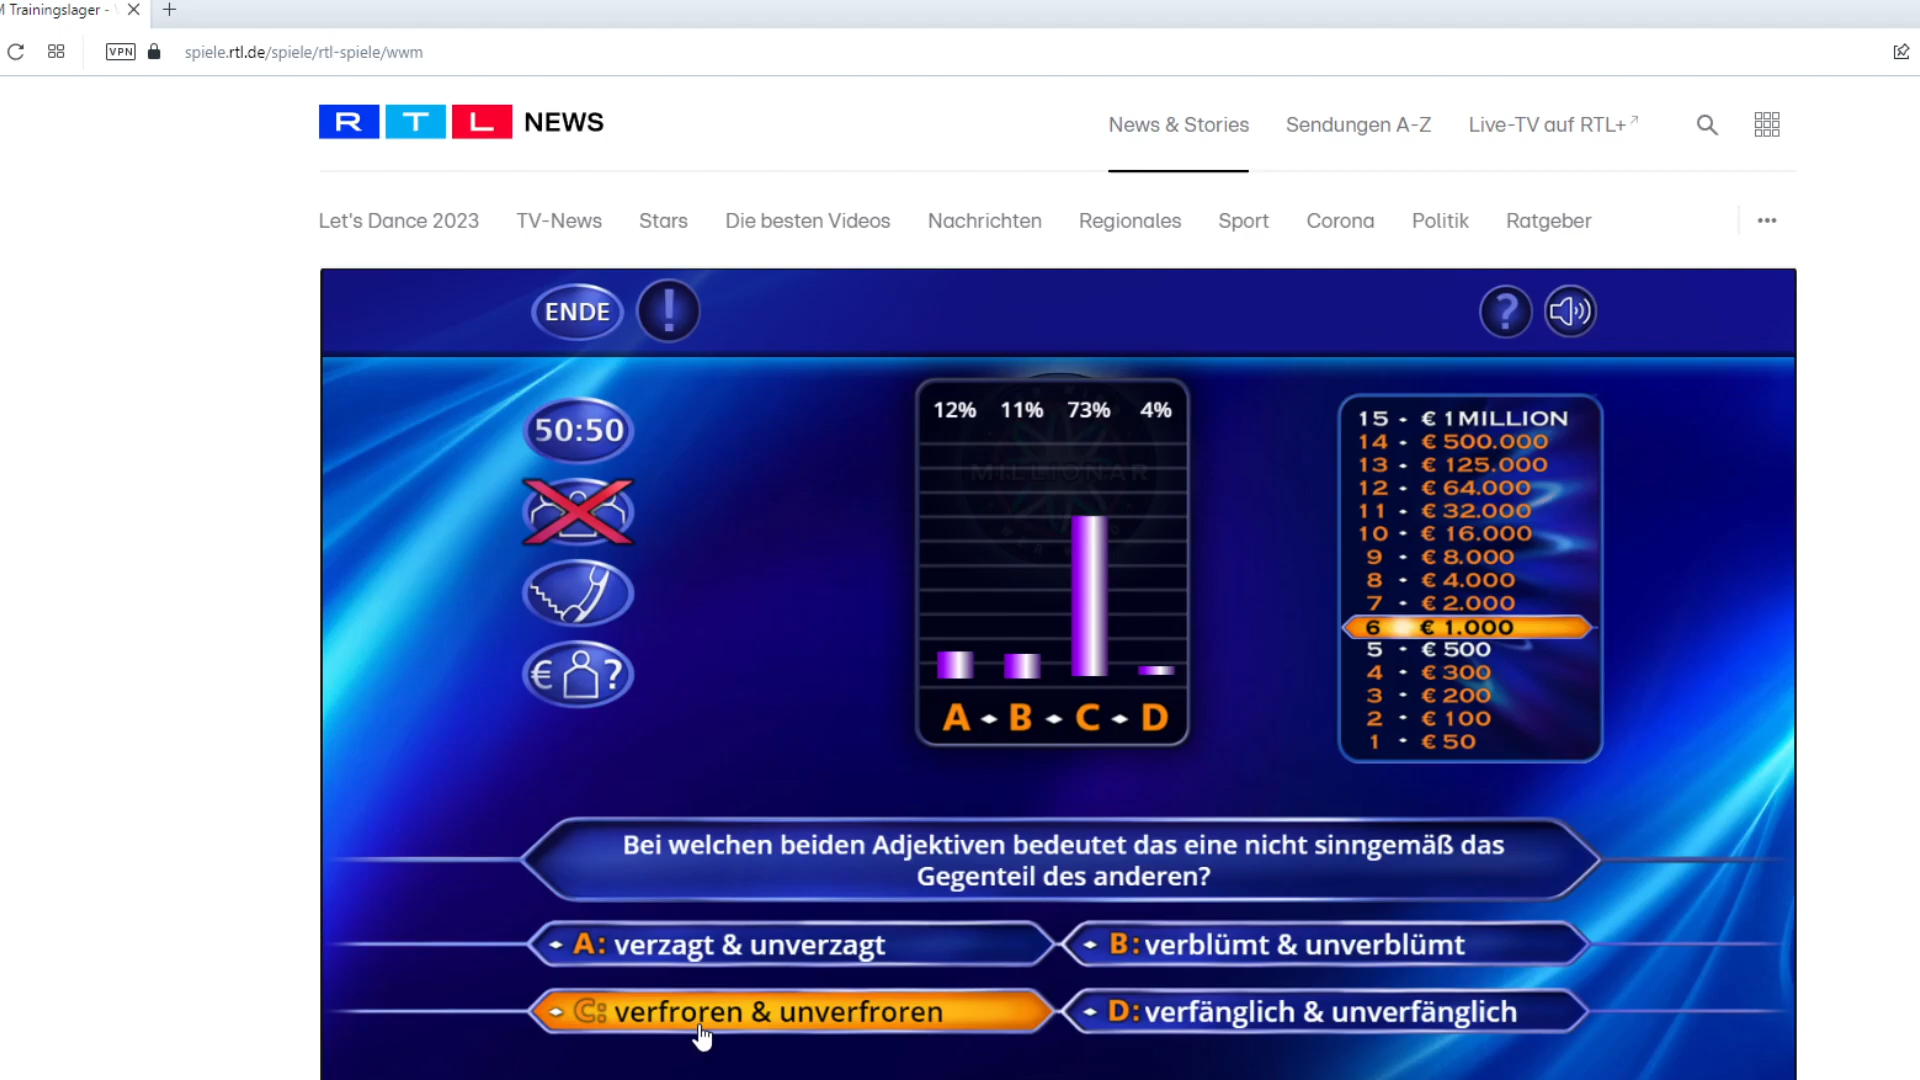 M Trainingslager -
VPN
spiele.rtl.de/spiele/rtl-spiele/wwm
RTL NEWS
News & Stories
Sendungen A-Z
Live-TV auf RTL+
Let's Dance 2023
TV-News
Stars
Die besten Videos
Nachrichten
Regionales
Sport
Corona
Politik
Ratgeber
ENDE
!
?
50:50
€ ?
12% 11% 73% 4%
MILLIONÄR
A B C D
15 • € 1 MILLION
14 • € 500.000
13 • € 125.000
12 • € 64.000
11 • € 32.000
10 • € 16.000
9 • € 8.000
8 • € 4.000
7 • € 2.000
6 € 1.000
5 • € 500
4 • € 300
3 • € 200
2 • € 100
1 • € 50
Bei welchen beiden Adjektiven bedeutet das eine nicht sinngemäß das
Gegenteil des anderen?
A: verzagt & unverzagt
B: verblümt & unverblümt
C: verfroren & unverfroren
D: verfänglich & unverfänglich